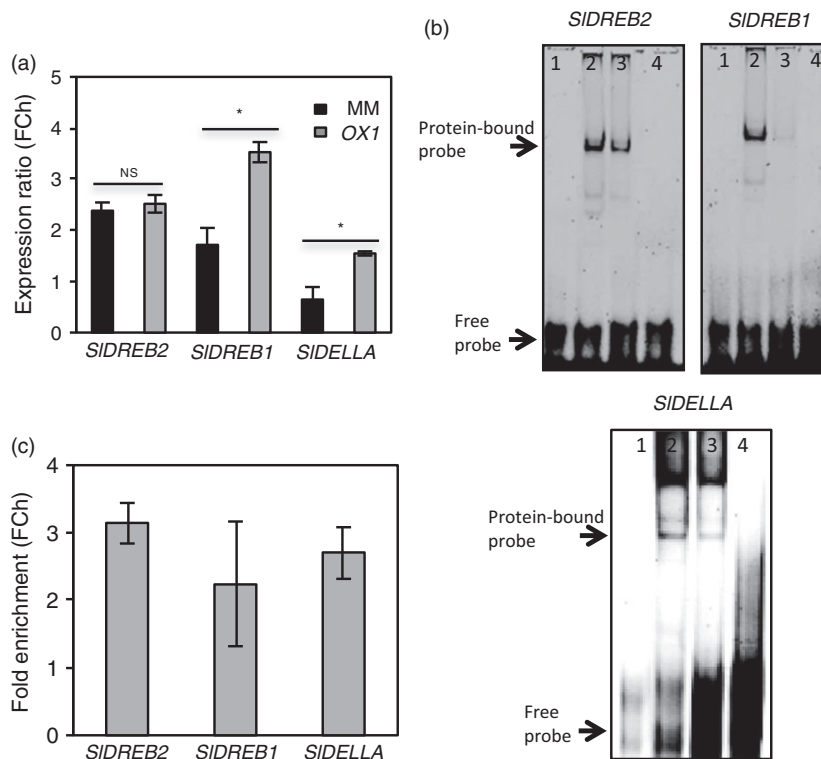 (a)
Expression ratio (FCh)
5
4
3
2
1
0
MM
OX1
NS
*
*
SlDREB2
SlDREB1
SlDELLA
(b)
SlDREB2
SlDREB1
1 2 3 4
1 2 3 4
Protein-bound
probe
Free
probe
SlDELLA
1 2 3 4
Protein-bound
probe
Free
probe
(c)
Fold enrichment (FCh)
4
3
2
1
0
SlDREB2
SlDREB1
SlDELLA